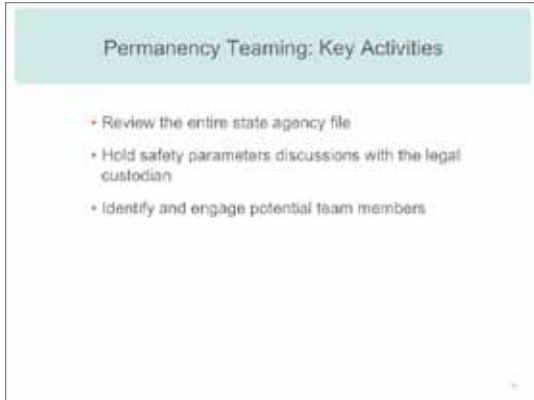 Permanency Teaming: Key Activities
• Review the entire state agency file
• Hold safety parameters discussions with the legal
custodian
• Identify and engage potential team members